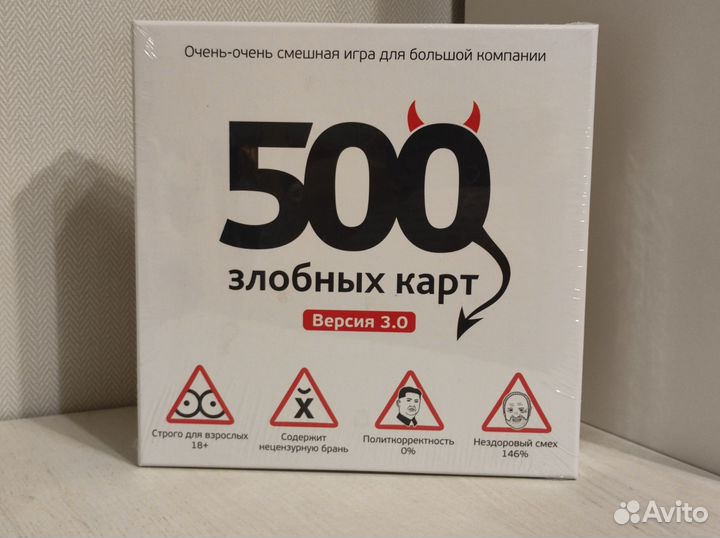 Очень-очень смешная игра для большой компании
500
злобных карт
Версия 3.0
Строго для взрослых
18+
Содержит
нецензурную брань
x̆
Политкорректность
0%
Нездоровый смех
146%
Avito